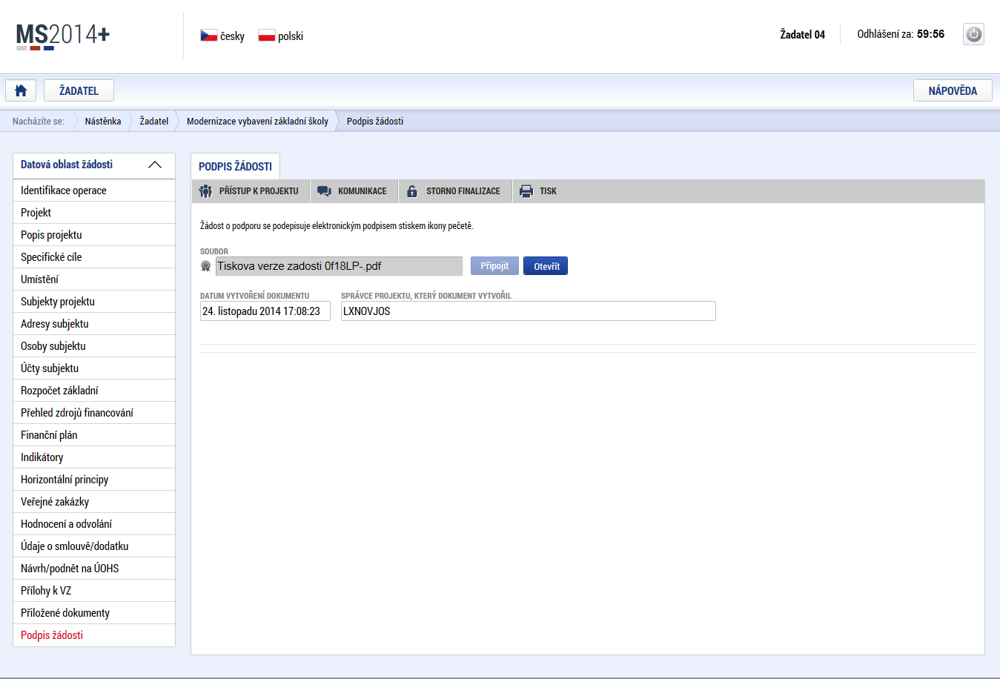 MS2014+
česky
polski
Žadatel 04
Odhlášení za: 59:56
ŽADATEL
NÁPOVĚDA
Nacházíte se:
Nástěnka
Žadatel
Modernizace vybavení základní školy
Podpis žádosti
Datová oblast žádosti
Identifikace operace
Projekt
Popis projektu
Specifické cíle
Umístění
Subjekty projektu
Adresy subjektu
Osoby subjektu
Účty subjektu
Rozpočet základní
Přehled zdrojů financování
Finanční plán
Indikátory
Horizontální principy
Veřejné zakázky
Hodnocení a odvolání
Údaje o smlouvě/dodatku
Návrh/podnět na ÚOHS
Přílohy k VZ
Přiložené dokumenty
Podpis žádosti
PODPIS ŽÁDOSTI
PŘÍSTUP K PROJEKTU
KOMUNIKACE
STORNO FINALIZACE
TISK
Žádost o podporu se podepisuje elektronickým podpisem stiskem ikony pečetě.
SOUBOR
Tiskova verze zadosti 0f18LP-.pdf
Připojit
Otevřít
DATUM VYTVOŘENÍ DOKUMENTU
SPRÁVCE PROJEKTU, KTERÝ DOKUMENT VYTVOŘIL
24. listopadu 2014 17:08:23
LXNOVJOS